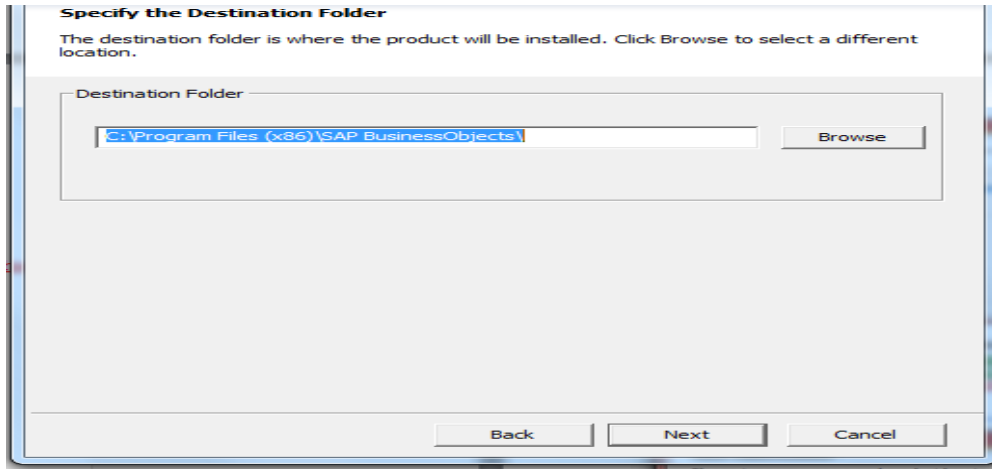 Specify the Destination Folder
The destination folder is where the product will be installed. Click Browse to select a different
location.
Destination Folder
C:\Program Files (x86)\SAP BusinessObjects\
Browse
Back
Next
Cancel